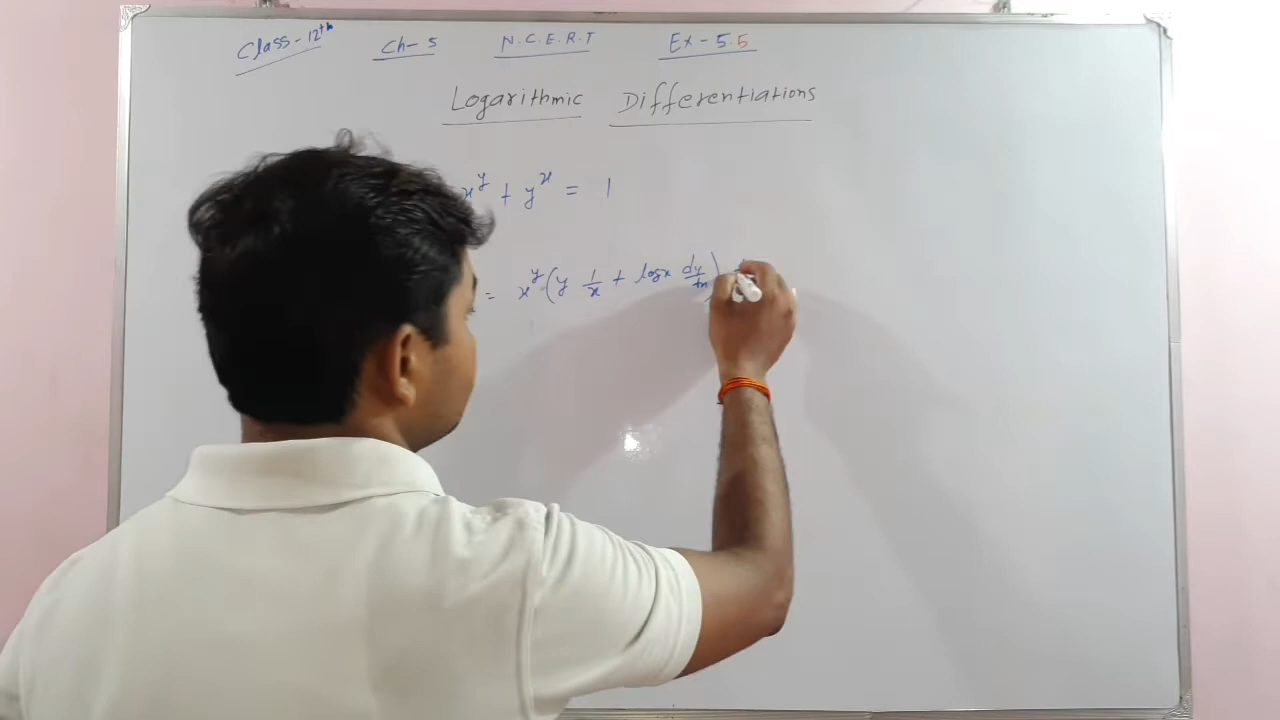 Class-12th Ch-5 N.C.E.R.T Ex-5.5
Logarithmic Differentiations
x^y + y^x = 1
= x^y·(y 1/x + logx dy/dx)